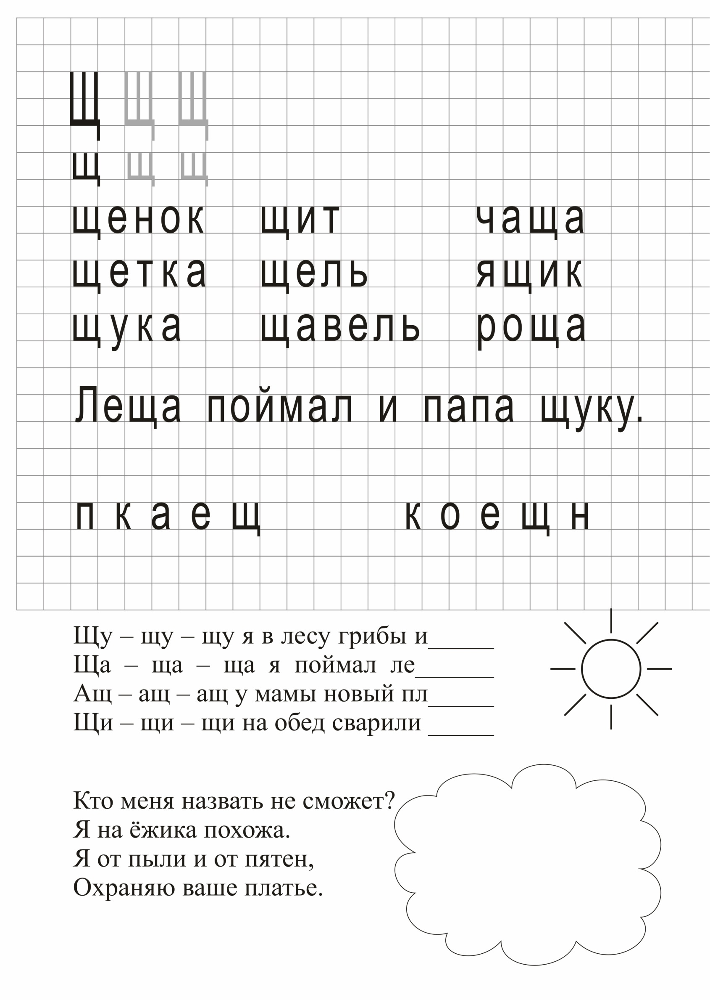 Щ Щ Щ
щ щ щ
щенок щит чаща
щетка щель ящик
щука щавель роща
Леща поймал и папа щуку.
п к а е щ к о е щ н
Щу – щу – щу я в лесу грибы и______
Ща – ща – ща я поймал ле______
Ащ – ащ – ащ у мамы новый пл______
Щи – щи – щи на обед сварили ______
Кто меня назвать не сможет?
Я на ёжика похожа.
Я от пыли и от пятен,
Охраняю ваше платье.